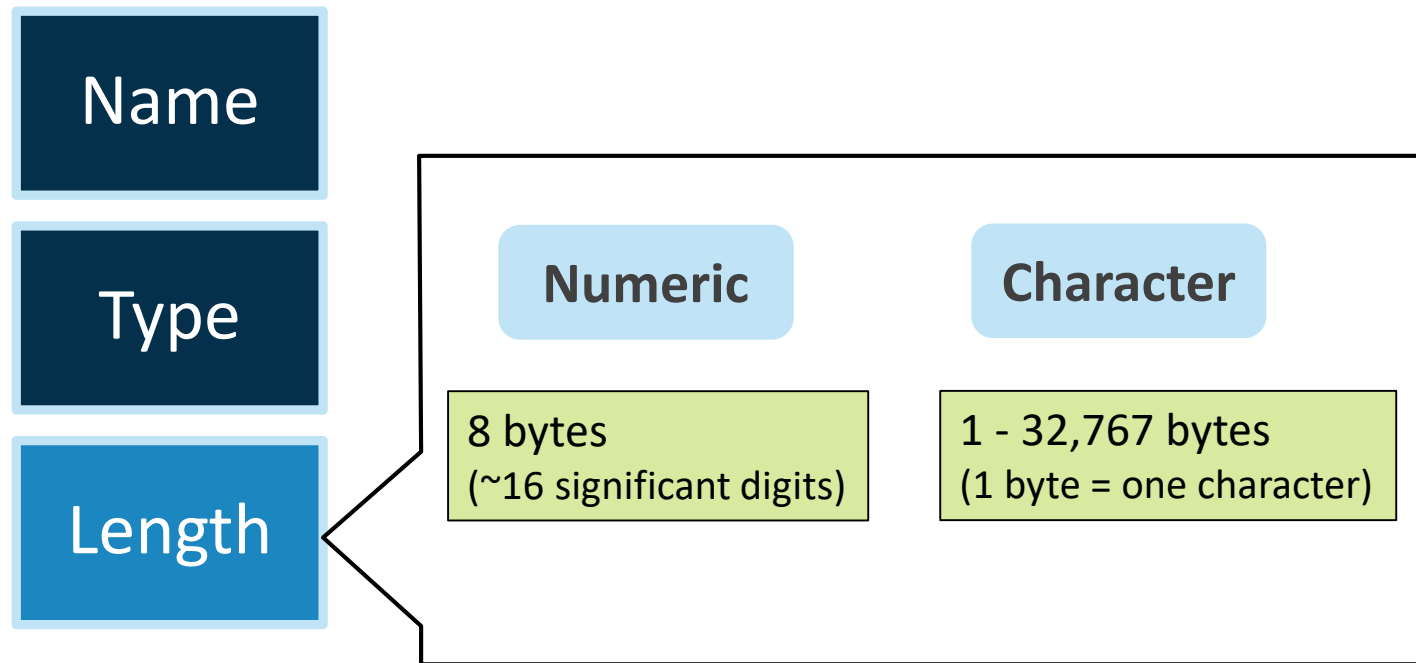 Name
Type
Length
Numeric
Character
8 bytes
(~16 significant digits)
1 - 32,767 bytes
(1 byte = one character)